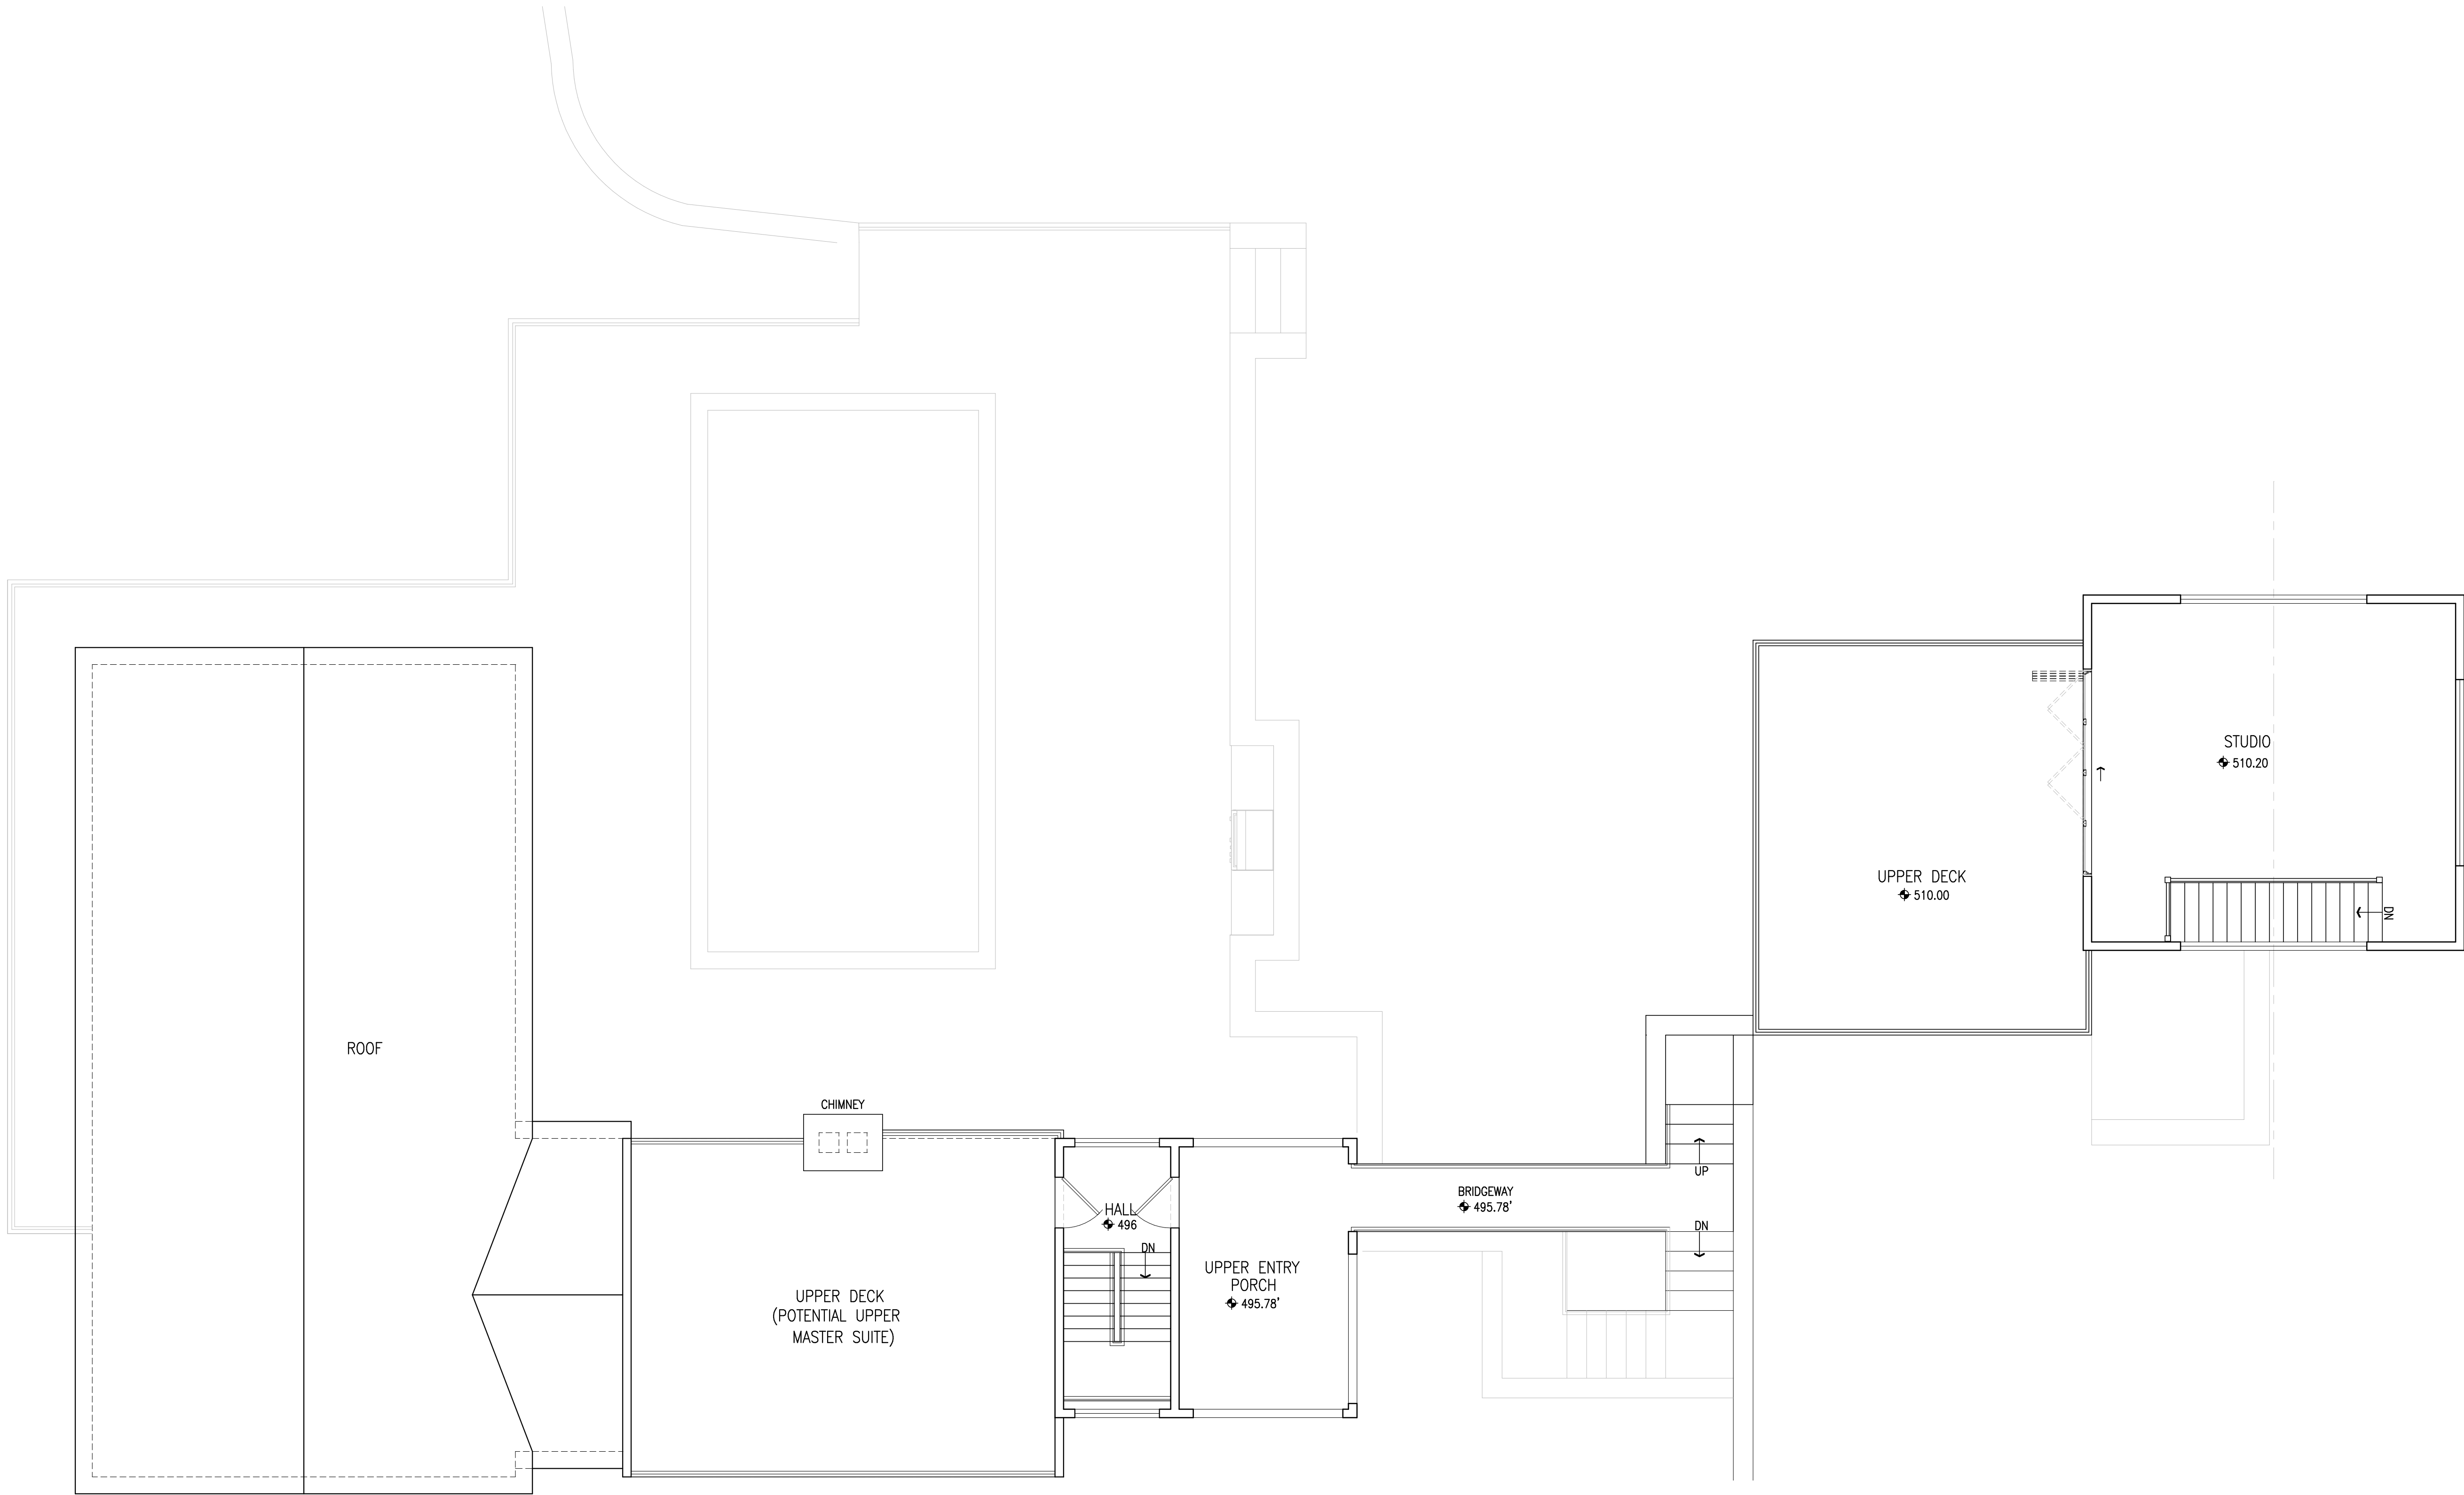 STUDIO
510.20
UPPER DECK
510.00
DN
ROOF
CHIMNEY
UP
BRIDGEWAY
495.78'
HALL
496
DN
DN
UPPER ENTRY
PORCH
495.78'
UPPER DECK
(POTENTIAL UPPER
MASTER SUITE)